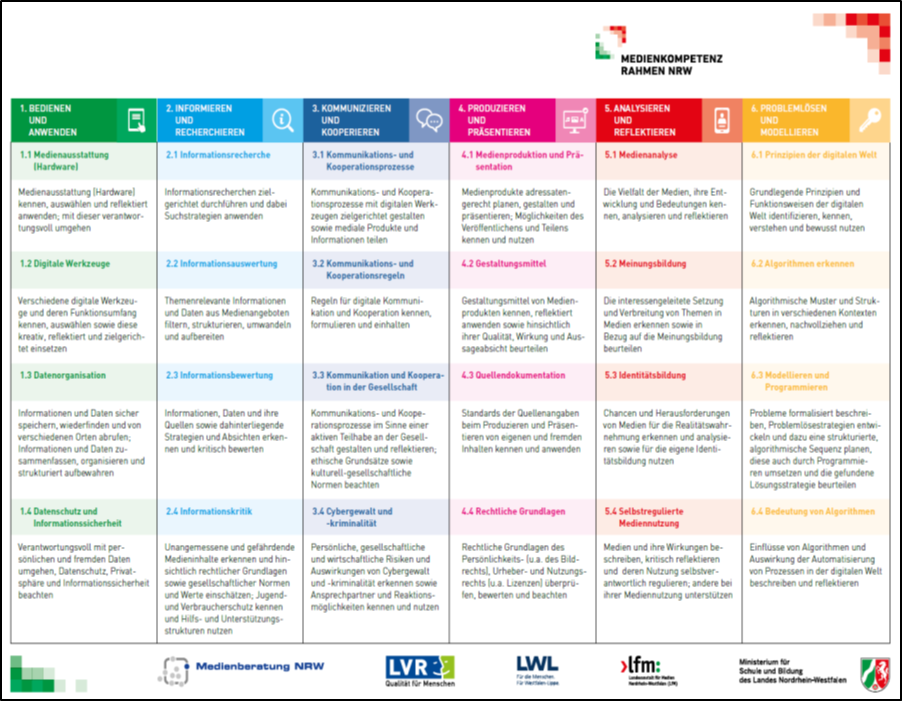 MEDIENKOMPETENZ
RAHMEN NRW
1. BEDIENEN
UND
ANWENDEN
2. INFORMIEREN
UND
RECHERCHIEREN
3. KOMMUNIZIEREN
UND
KOOPERIEREN
4. PRODUZIEREN
UND
PRÄSENTIEREN
5. ANALYSIEREN
UND
REFLEKTIEREN
6. PROBLEMLÖSEN
UND
MODELLIEREN
1.1 Medienausstattung
(Hardware)
2.1 Informationsrecherche
3.1 Kommunikations- und
Kooperationsprozesse
4.1 Medienproduktion und Prä-
sentation
5.1 Medienanalyse
6.1 Prinzipien der digitalen Welt
Medienausstattung (Hardware)
kennen, auswählen und reflektiert
anwenden; mit dieser verantwor-
tungsvoll umgehen
Informationsrecherchen ziel-
gerichtet durchführen und dabei
Suchstrategien anwenden
Kommunikations- und Koopera-
tionsprozesse mit digitalen Werk-
zeugen zielgerichtet gestalten
sowie mediale Produkte und
Informationen teilen
Medienprodukte adressaten-
gerecht planen, gestalten und
präsentieren; Möglichkeiten des
Veröffentlichens und Teilens
kennen und nutzen
Die Vielfalt der Medien, ihre Ent-
wicklung und Bedeutungen ken-
nen, analysieren und reflektieren
Grundlegende Prinzipien und
Funktionsweisen der digitalen
Welt identifizieren, kennen,
verstehen und bewusst nutzen
1.2 Digitale Werkzeuge
2.2 Informationsauswertung
3.2 Kommunikations- und
Kooperationsregeln
4.2 Gestaltungsmittel
5.2 Meinungsbildung
6.2 Algorithmen erkennen
Verschiedene digitale Werkzeu-
ge und deren Funktionsumfang
kennen, auswählen sowie diese
kreativ, reflektiert und zielgerich-
tet einsetzen
Themenrelevante Informationen
und Daten aus Medienangeboten
filtern, strukturieren, umwandeln
und aufbereiten
Regeln für digitale Kommuni-
kation und Kooperation kennen,
formulieren und einhalten
Gestaltungsmittel von Medien-
produkten kennen, reflektiert
anwenden sowie hinsichtlich
ihrer Qualität, Wirkung und Aus-
sageabsicht beurteilen
Die interessengeleitete Setzung
und Verbreitung von Themen in
Medien erkennen sowie in
Bezug auf die Meinungsbildung
beurteilen
Algorithmische Muster und Struk-
turen in verschiedenen Kontexten
erkennen, nachvollziehen und
reflektieren
1.3 Datenorganisation
2.3 Informationsbewertung
3.3 Kommunikation und Koopera-
tion in der Gesellschaft
4.3 Quellendokumentation
5.3 Identitätsbildung
6.3 Modellieren und
Programmieren
Informationen und Daten sicher
speichern, wiederfinden und von
verschiedenen Orten abrufen;
Informationen und Daten zu-
sammenfassen, organisieren und
strukturiert aufbewahren
Informationen, Daten und ihre
Quellen sowie dahinterliegende
Strategien und Absichten erken-
nen und kritisch bewerten
Kommunikations- und Koope-
rationsprozesse im Sinne einer
aktiven Teilhabe an der Gesell-
schaft gestalten und reflektieren;
ethische Grundsätze sowie
kulturell-gesellschaftliche
Normen beachten
Standards der Quellenangaben
beim Produzieren und Präsen-
tieren von eigenen und fremden
Inhalten kennen und anwenden
Chancen und Herausforderungen
von Medien für die Realitätswahr-
nehmung erkennen und analysie-
ren sowie für die eigene Identi-
tätsbildung nutzen
Probleme formalisiert beschrei-
ben, Problemlösestrategien entwi-
ckeln und dazu eine strukturierte,
algorithmische Sequenz planen,
diese auch durch Programmie-
ren umsetzen und die gefundene
Lösungsstrategie beurteilen
1.4 Datenschutz und
Informationssicherheit
2.4 Informationskritik
3.4 Cybergewalt und
-kriminalität
4.4 Rechtliche Grundlagen
5.4 Selbstregulierte
Mediennutzung
6.4 Bedeutung von Algorithmen
Verantwortungsvoll mit per-
sönlichen und fremden Daten
umgehen, Datenschutz, Privat-
sphäre und Informationssicherheit
beachten
Unangemessene und gefährdende
Medieninhalte erkennen und hin-
sichtlich rechtlicher Grundlagen
sowie gesellschaftlicher Normen
und Werte einschätzen; Jugend-
und Verbraucherschutz kennen
und Hilfs- und Unterstützungs-
strukturen nutzen
Persönliche, gesellschaftliche
und wirtschaftliche Risiken und
Auswirkungen von Cybergewalt
und -kriminalität erkennen sowie
Ansprechpartner und Reaktions-
möglichkeiten kennen und nutzen
Rechtliche Grundlagen des
Persönlichkeits- (u.a. des Bild-
rechts), Urheber- und Nutzungs-
rechts (u.a. Lizenzen) überprü-
fen, bewerten und beachten
Medien und ihre Wirkungen be-
schreiben, kritisch reflektieren
und deren Nutzung selbstver-
antwortlich regulieren; andere bei
ihrer Mediennutzung unterstützen
Einflüsse von Algorithmen und
Auswirkung der Automatisierung
von Prozessen in der digitalen Welt
beschreiben und reflektieren
Medienberatung NRW
LVR
Qualität für Menschen
LWL
Für die Menschen
Für Westfalen-Lippe
lfm:
Landesanstalt für Medien
Nordrhein-Westfalen (LfM)
Ministerium für
Schule und Bildung
des Landes Nordrhein-Westfalen